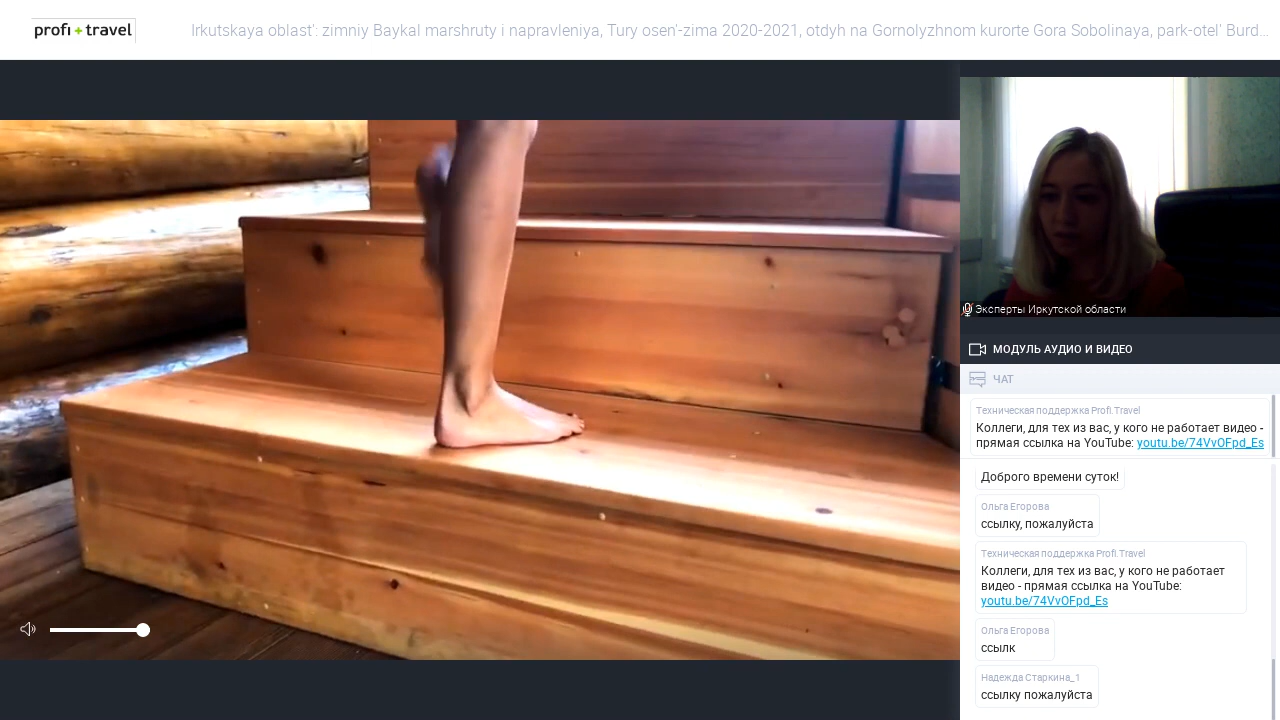 profi + travel
Irkutskaya oblast': zimniy Baykal marshruty i napravleniya, Tury osen'-zima 2020-2021, otdyh na Gornolyzhnom kurorte Gora Sobolinaya, park-otel' Burd...
Эксперты Иркутской области
МОДУЛЬ АУДИО И ВИДЕО
ЧАТ
Техническая поддержка Profi.Travel
Коллеги, для тех из вас, у кого не работает видео -
прямая ссылка на YouTube: youtu.be/74VvOFpd_Es
Доброго времени суток!
Ольга Егорова
ссылку, пожалуйста
Техническая поддержка Profi.Travel
Коллеги, для тех из вас, у кого не работает
видео - прямая ссылка на YouTube:
youtu.be/74VvOFpd_Es
Ольга Егорова
ссылк
Надежда Старкина_1
ссылку пожалуйста